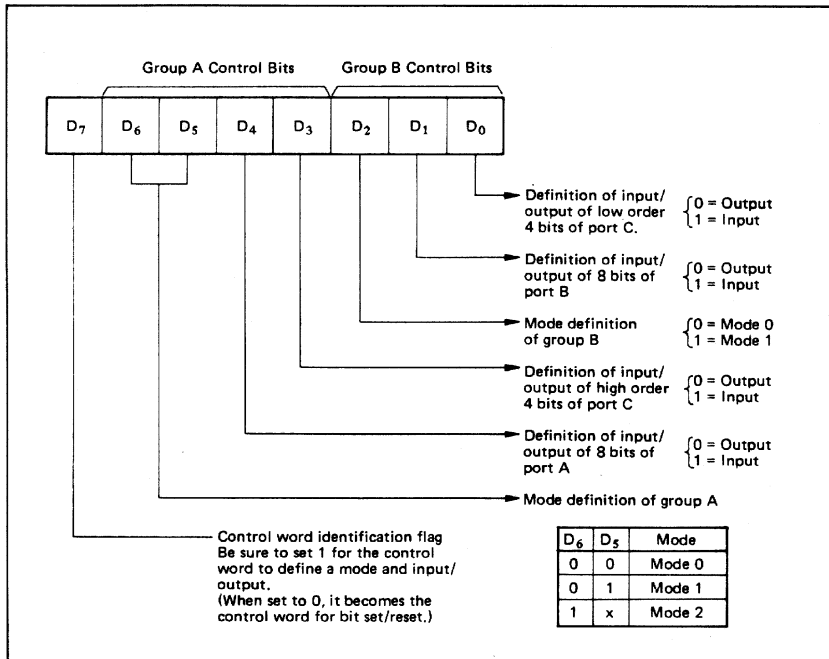 Group A Control Bits Group B Control Bits
D7 D6 D5 D4 D3 D2 D1 D0
Definition of input/
output of low order
4 bits of port C.
0 = Output
1 = Input
Definition of input/
output of 8 bits of
port B
0 = Output
1 = Input
Mode definition
of group B
0 = Mode 0
1 = Mode 1
Definition of input/
output of high order
4 bits of port C
0 = Output
1 = Input
Definition of input/
output of 8 bits of
port A
0 = Output
1 = Input
Mode definition of group A
Control word identification flag
Be sure to set 1 for the control
word to define a mode and input/
output.
(When set to 0, it becomes the
control word for bit set/reset.)
D6 D5 Mode
0 0 Mode 0
0 1 Mode 1
1 x Mode 2